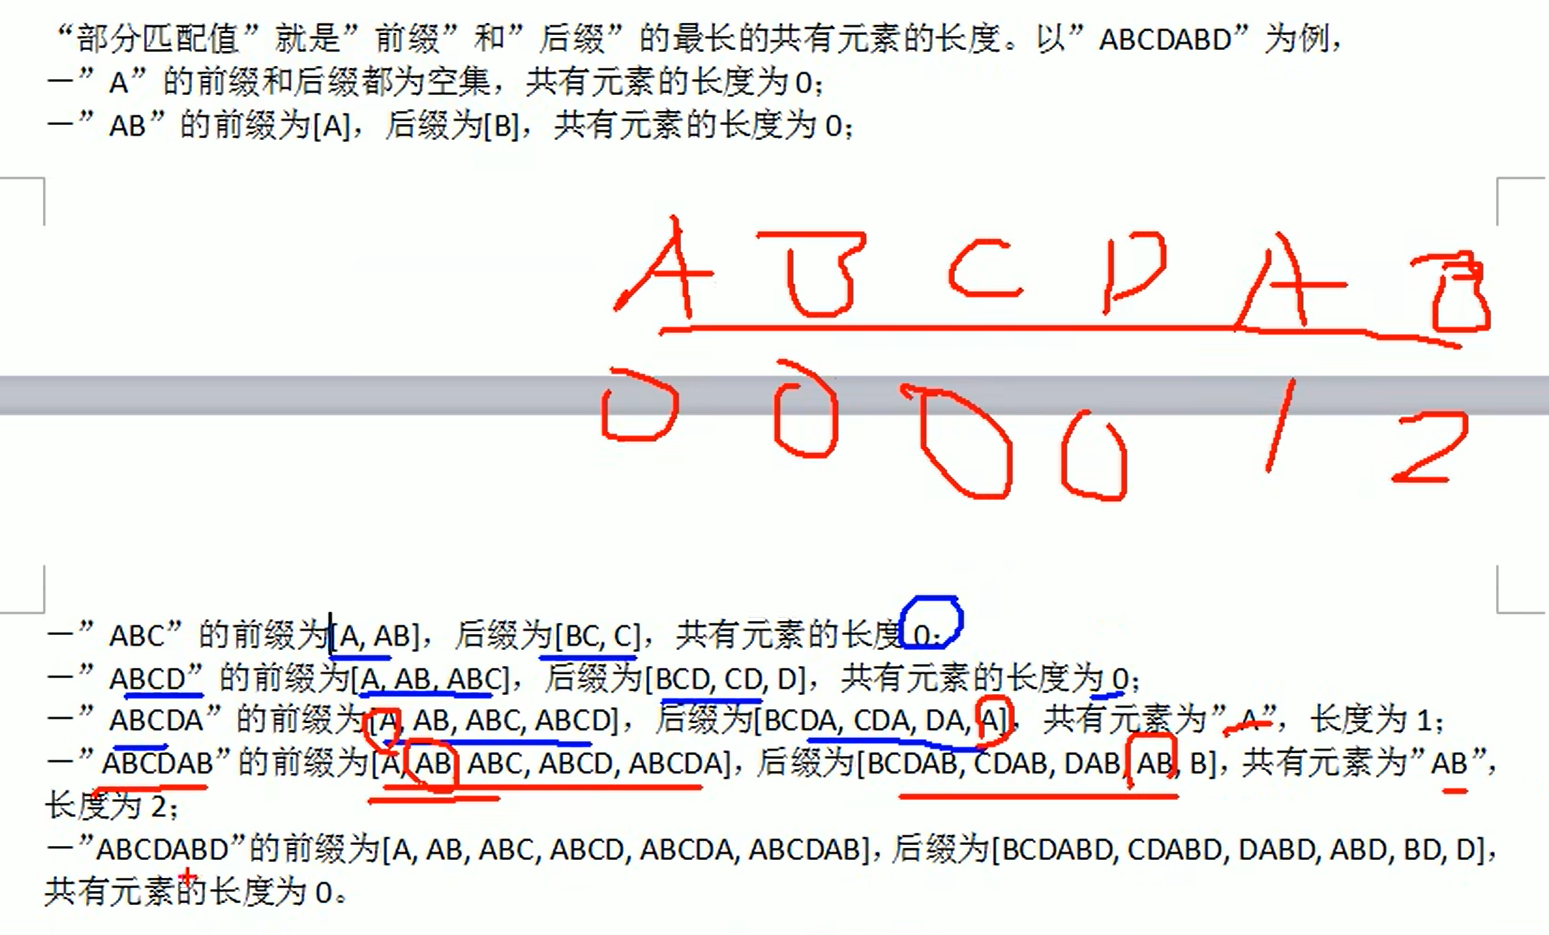 “部分匹配值”就是”前缀”和”后缀”的最长的共有元素的长度。以”ABCDABD”为例，
－”A”的前缀和后缀都为空集，共有元素的长度为0；
－”AB”的前缀为[A]，后缀为[B]，共有元素的长度为0；
A B C D A B
0 0 0 0 1 2
－”ABC”的前缀为[A, AB]，后缀为[BC, C]，共有元素的长度0；
－”ABCD”的前缀为[A, AB, ABC]，后缀为[BCD, CD, D]，共有元素的长度为0；
－”ABCDA”的前缀为[A, AB, ABC, ABCD]，后缀为[BCDA, CDA, DA, A]，共有元素为”A”，长度为1；
－”ABCDAB”的前缀为[A, AB, ABC, ABCD, ABCDA]，后缀为[BCDAB, CDAB, DAB, AB, B]，共有元素为”AB”，
长度为2；
－”ABCDABD”的前缀为[A, AB, ABC, ABCD, ABCDA, ABCDAB]，后缀为[BCDABD, CDABD, DABD, ABD, BD, D]，
共有元素的长度为0。